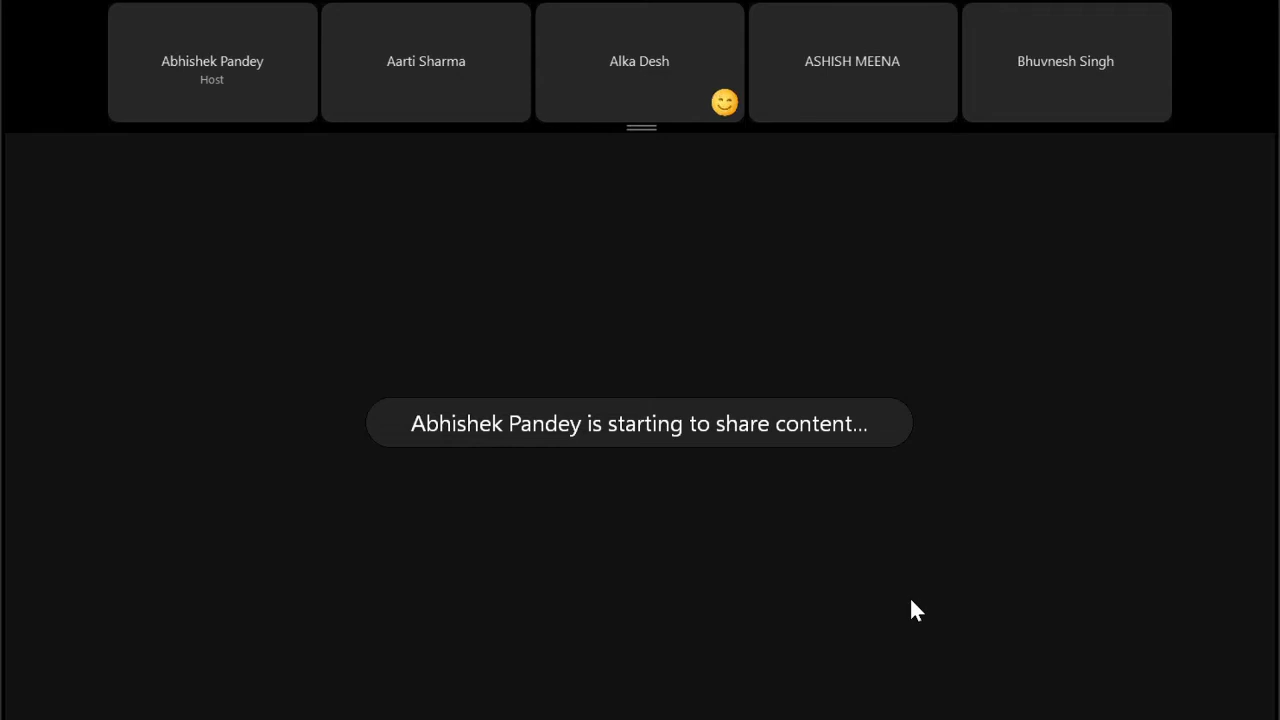 Abhishek Pandey
Host
Aarti Sharma
Alka Desh
ASHISH MEENA
Bhuvnesh Singh
Abhishek Pandey is starting to share content...